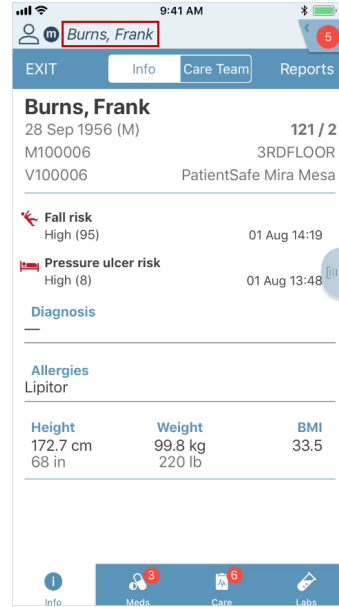 9:41 AM
m Burns, Frank
5
EXIT Info Care Team Reports
Burns, Frank
28 Sep 1956 (M) 121 / 2
M100006 3RDFLOOR
V100006 PatientSafe Mira Mesa
Fall risk
High (95) 01 Aug 14:19
Pressure ulcer risk
High (8) 01 Aug 13:48
Diagnosis
—
Allergies
Lipitor
Height Weight BMI
172.7 cm 99.8 kg 33.5
68 in 220 lb
3 6
Info Meds Care Labs